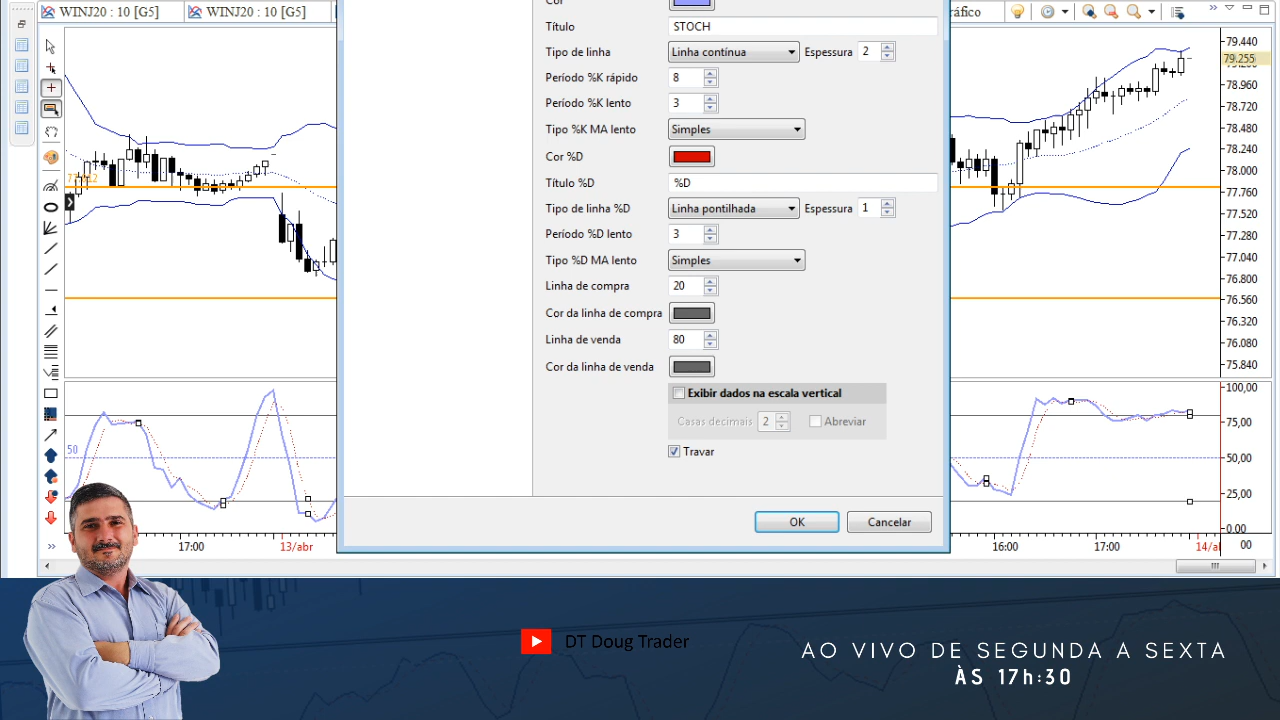 WINJ20 : 10 [G5]
WINJ20 : 10 [G5]
áfico
Cor
Título STOCH
Tipo de linha Linha contínua Espessura 2
Período %K rápido 8
Período %K lento 3
Tipo %K MA lento Simples
Cor %D
Título %D %D
Tipo de linha %D Linha pontilhada Espessura 1
Período %D lento 3
Tipo %D MA lento Simples
Linha de compra 20
Cor da linha de compra
Linha de venda 80
Cor da linha de venda
Exibir dados na escala vertical
Casas decimais 2 Abreviar
Travar
OK Cancelar
79.440
79.255
78.960
78.720
78.480
78.240
78.000
77.760
77.520
77.280
77.040
76.800
76.560
76.320
76.080
75.840
100,00
75,00
50
50,00
25,00
0.00
17:00 13/abr 16:00 17:00 14/a 00
DT Doug Trader
AO VIVO DE SEGUNDA A SEXTA
ÀS 17h:30